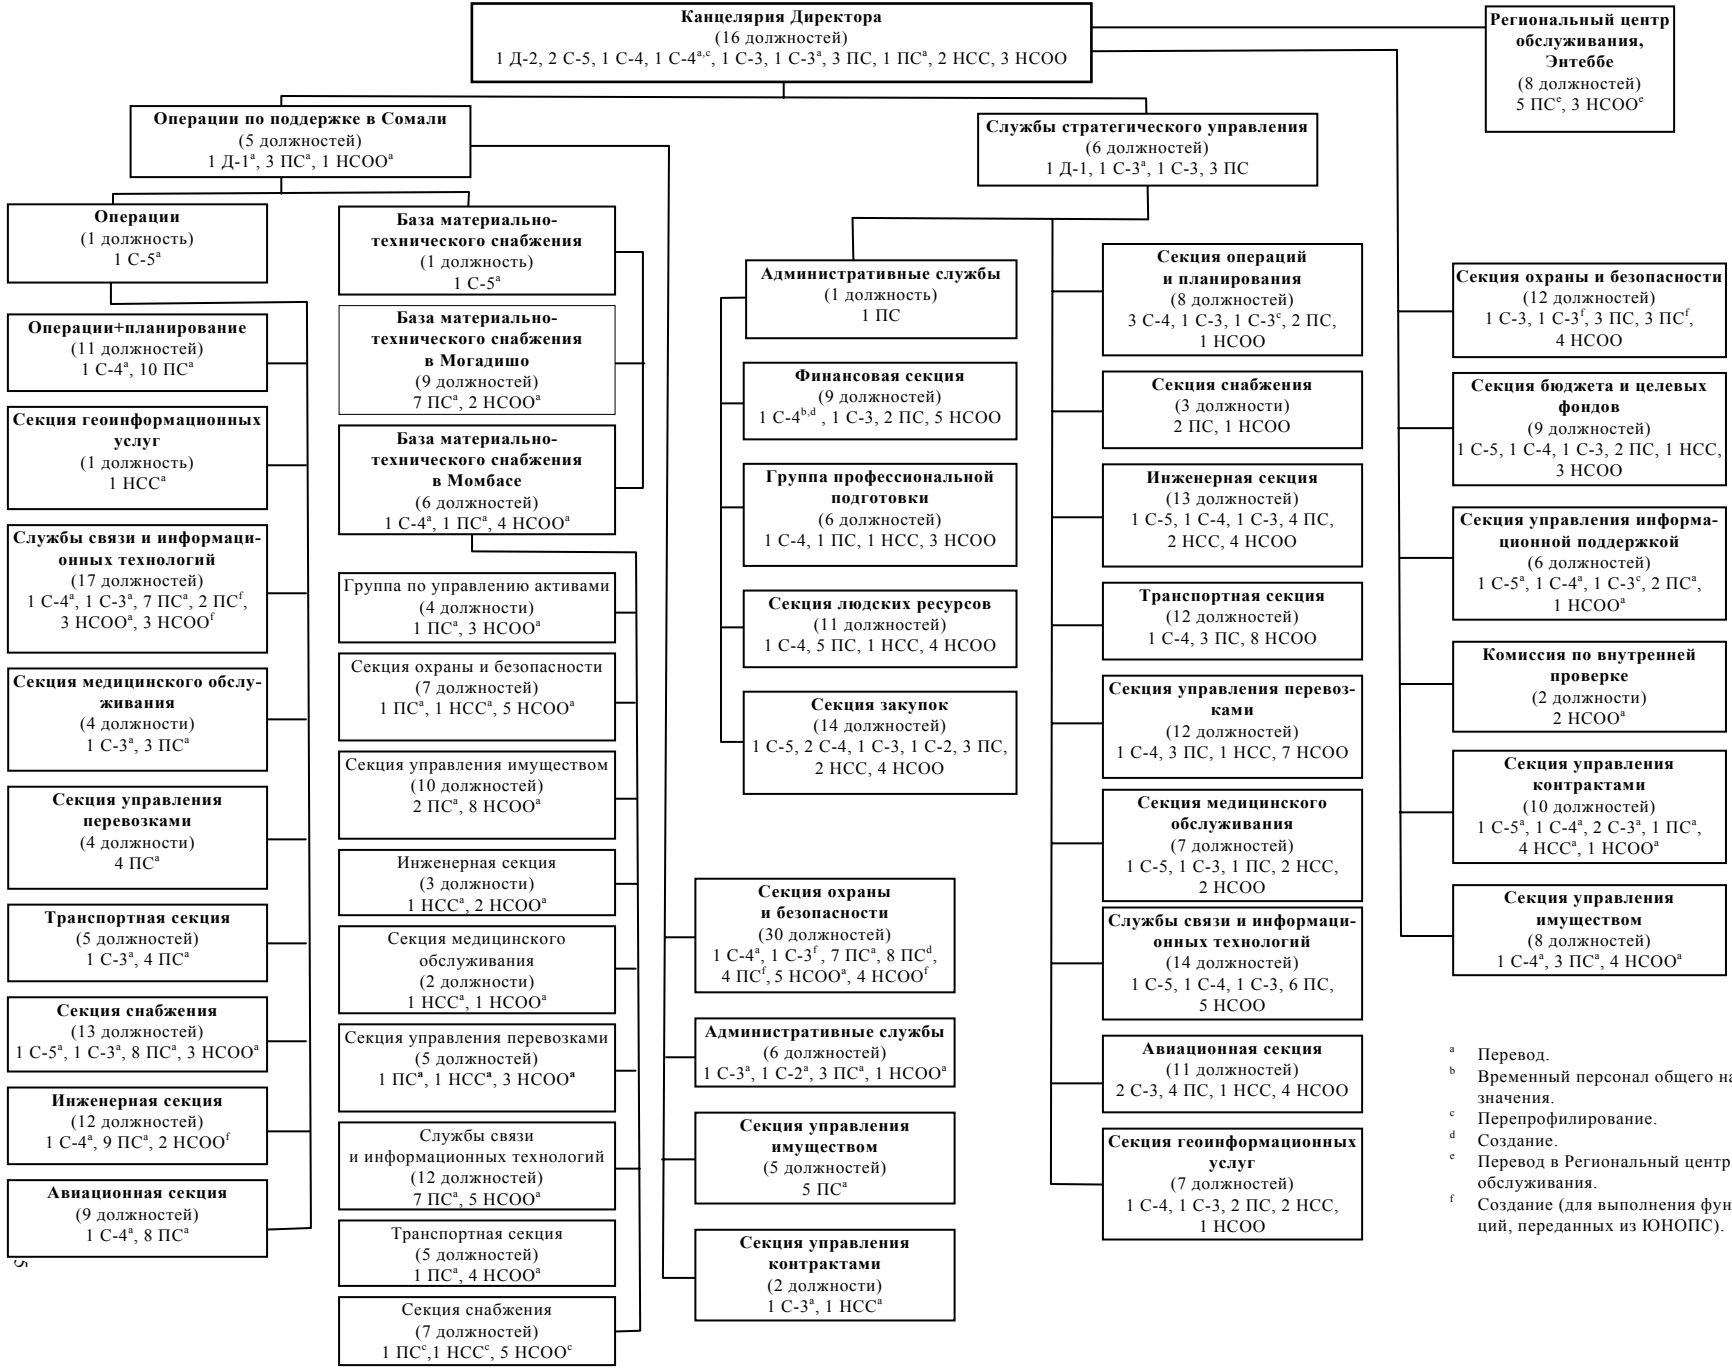 Канцелярия Директора
(16 должностей)
1 Д-2, 2 С-5, 1 С-4, 1 С-4a,c, 1 С-3, 1 С-3a, 3 ПС, 1 ПСa, 2 НСС, 3 НСОО
Региональный центр
обслуживания,
Энтеббе
(8 должностей)
5 ПСe, 3 НСООe
Операции по поддержке в Сомали
(5 должностей)
1 Д-1a, 3 ПСa, 1 НСООa
Службы стратегического управления
(6 должностей)
1 Д-1, 1 С-3a, 1 С-3, 3 ПС
Операции
(1 должность)
1 С-5a
Операции+планирование
(11 должностей)
1 С-4a, 10 ПСa
Секция геоинформационных
услуг
(1 должность)
1 НССa
Службы связи и информаци-
онных технологий
(17 должностей)
1 С-4a, 1 С-3a, 7 ПСa, 2 ПСf,
3 НСООa, 3 НСООf
Секция медицинского обслу-
живания
(4 должности)
1 С-3a, 3 ПСa
Секция управления
перевозками
(4 должности)
4 ПСa
Транспортная секция
(5 должностей)
1 С-3a, 4 ПСa
Секция снабжения
(13 должностей)
1 С-5a, 1 С-3a, 8 ПСa, 3 НСООa
Инженерная секция
(12 должностей)
1 С-4a, 9 ПСa, 2 НСООf
Авиационная секция
(9 должностей)
1 С-4a, 8 ПСa
5
База материально-
технического снабжения
(1 должность)
1 С-5a
База материально-
технического снабжения
в Могадишо
(9 должностей)
7 ПСa, 2 НСООa
База материально-
технического снабжения
в Момбасе
(6 должностей)
1 С-4a, 1 ПСa, 4 НСООa
Группа по управлению активами
(4 должности)
1 ПСa, 3 НСООa
Секция охраны и безопасности
(7 должностей)
1 ПСa, 1 НССa, 5 НСООa
Секция управления имуществом
(10 должностей)
2 ПСa, 8 НСООa
Инженерная секция
(3 должности)
1 НССa, 2 НСООa
Секция медицинского
обслуживания
(2 должности)
1 НССa, 1 НСООa
Секция управления перевозками
(5 должностей)
1 ПСa, 1 НССa, 3 НСООa
Службы связи
и информационных технологий
(12 должностей)
7 ПСa, 5 НСООa
Транспортная секция
(5 должностей)
1 ПСa, 4 НСООa
Секция снабжения
(7 должностей)
1 ПСc,1 НССc, 5 НСООc
Административные службы
(1 должность)
1 ПС
Финансовая секция
(9 должностей)
1 С-4b,d , 1 С-3, 2 ПС, 5 НСОО
Группа профессиональной
подготовки
(6 должностей)
1 С-4, 1 ПС, 1 НСС, 3 НСОО
Секция людских ресурсов
(11 должностей)
1 С-4, 5 ПС, 1 НСС, 4 НСОО
Секция закупок
(14 должностей)
1 С-5, 2 С-4, 1 С-3, 1 С-2, 3 ПС,
2 НСС, 4 НСОО
Секция охраны
и безопасности
(30 должностей)
1 С-4a, 1 С-3f, 7 ПСa, 8 ПСd,
4 ПСf, 5 НСООa, 4 НСООf
Административные службы
(6 должностей)
1 С-3a, 1 С-2a, 3 ПСa, 1 НСООa
Секция управления
имуществом
(5 должностей)
5 ПСa
Секция управления
контрактами
(2 должности)
1 С-3a, 1 НССa
Секция операций
и планирования
(8 должностей)
3 С-4, 1 С-3, 1 С-3c, 2 ПС,
1 НСОО
Секция снабжения
(3 должности)
2 ПС, 1 НСОО
Инженерная секция
(13 должностей)
1 С-5, 1 С-4, 1 С-3, 4 ПС,
2 НСС, 4 НСОО
Транспортная секция
(12 должностей)
1 С-4, 3 ПС, 8 НСОО
Секция управления перевоз-
ками
(12 должностей)
1 С-4, 3 ПС, 1 НСС, 7 НСОО
Секция медицинского
обслуживания
(7 должностей)
1 С-5, 1 С-3, 1 ПС, 2 НСС,
2 НСОО
Службы связи и информаци-
онных технологий
(14 должностей)
1 С-5, 1 С-4, 1 С-3, 6 ПС,
5 НСОО
Авиационная секция
(11 должностей)
2 С-3, 4 ПС, 1 НСС, 4 НСОО
Секция геоинформационных
услуг
(7 должностей)
1 С-4, 1 С-3, 2 ПС, 2 НСС,
1 НСОО
Секция охраны и безопасности
(12 должностей)
1 С-3, 1 С-3f, 3 ПС, 3 ПСf,
4 НСОО
Секция бюджета и целевых
фондов
(9 должностей)
1 С-5, 1 С-4, 1 С-3, 2 ПС, 1 НСС,
3 НСОО
Секция управления информа-
ционной поддержкой
(6 должностей)
1 С-5a, 1 С-4a, 1 С-3c, 2 ПСa,
1 НСООa
Комиссия по внутренней
проверке
(2 должности)
2 НСООa
Секция управления
контрактами
(10 должностей)
1 С-5a, 1 С-4a, 2 С-3a, 1 ПСa,
4 НССa, 1 НСООa
Секция управления
имуществом
(8 должностей)
1 С-4a, 3 ПСa, 4 НСООa
a Перевод.
b Временный персонал общего на
значения.
c Перепрофилирование.
d Создание.
e Перевод в Региональный центр
обслуживания.
f Создание (для выполнения фун
ций, переданных из ЮНОПС).